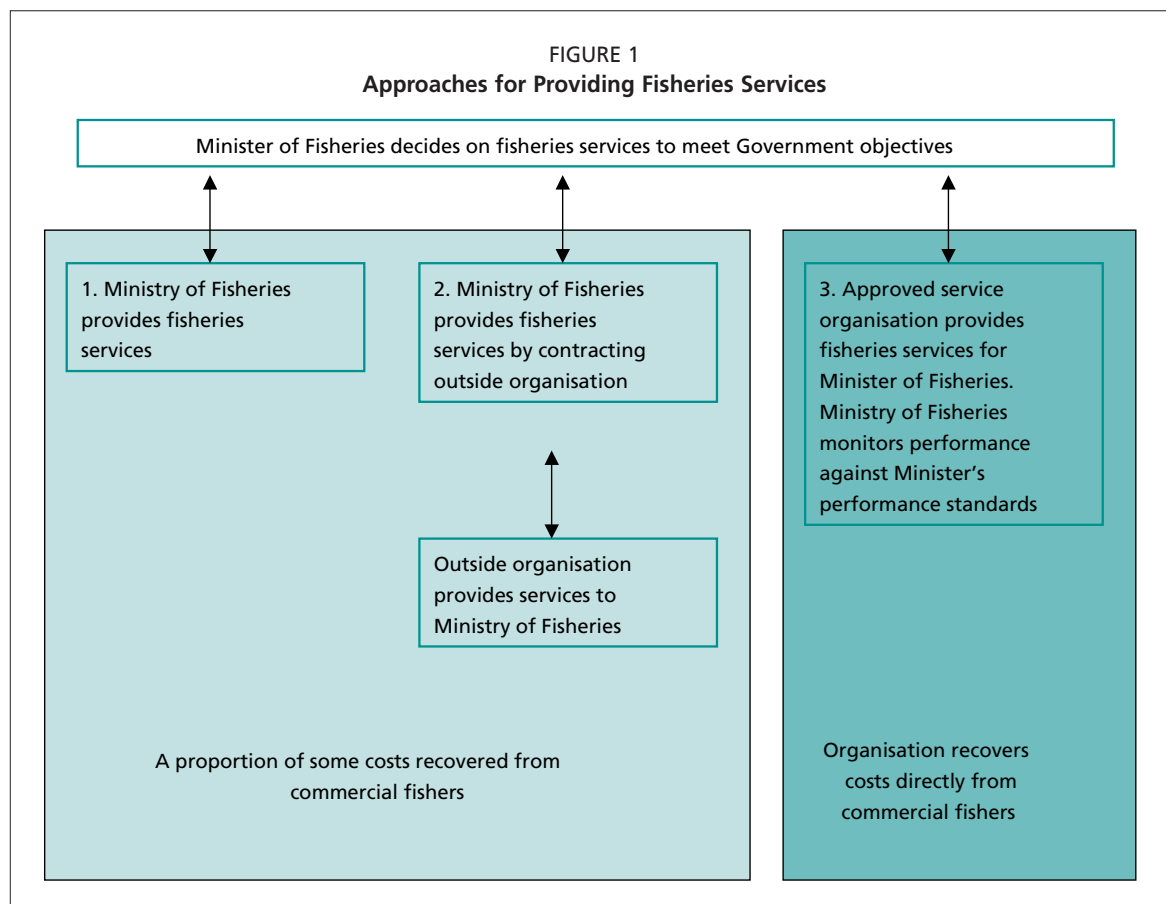 FIGURE 1
Approaches for Providing Fisheries Services
Minister of Fisheries decides on fisheries services to meet Government objectives
1. Ministry of Fisheries
provides fisheries
services
2. Ministry of Fisheries
provides fisheries
services by contracting
outside organisation
Outside organisation
provides services to
Ministry of Fisheries
A proportion of some costs recovered from
commercial fishers
3. Approved service
organisation provides
fisheries services for
Minister of Fisheries.
Ministry of Fisheries
monitors performance
against Minister’s
performance standards
Organisation recovers
costs directly from
commercial fishers